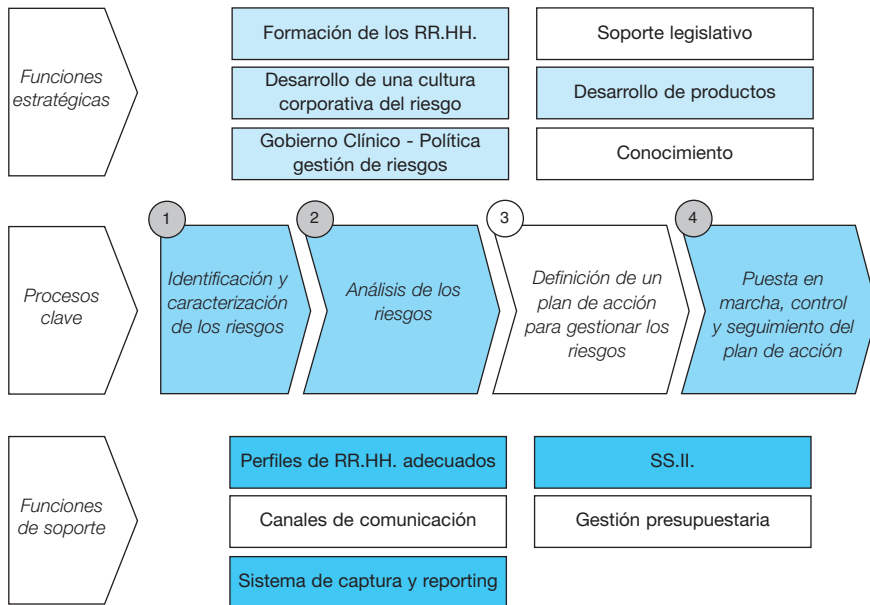 Funciones
estratégicas
Formación de los RR.HH.
Soporte legislativo
Desarrollo de una cultura
corporativa del riesgo
Desarrollo de productos
Gobierno Clínico - Política
gestión de riesgos
Conocimiento
Procesos
clave
1
Identificación y
caracterización
de los riesgos
2
Análisis de los
riesgos
3
Definición de un
plan de acción
para gestionar los
riesgos
4
Puesta en
marcha, control
y seguimiento del
plan de acción
Funciones
de soporte
Perfiles de RR.HH. adecuados
SS.II.
Canales de comunicación
Gestión presupuestaria
Sistema de captura y reporting